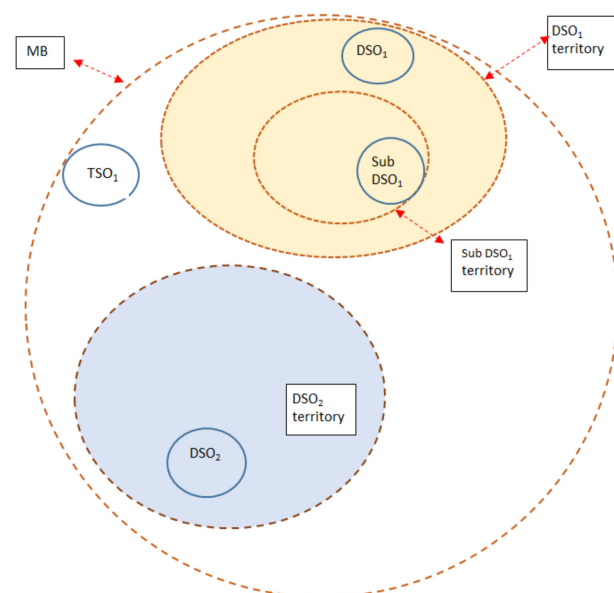 MB
DSO₁
DSO₁
territory
TSO₁
Sub
DSO₁
Sub DSO₁
territory
DSO₂
territory
DSO₂